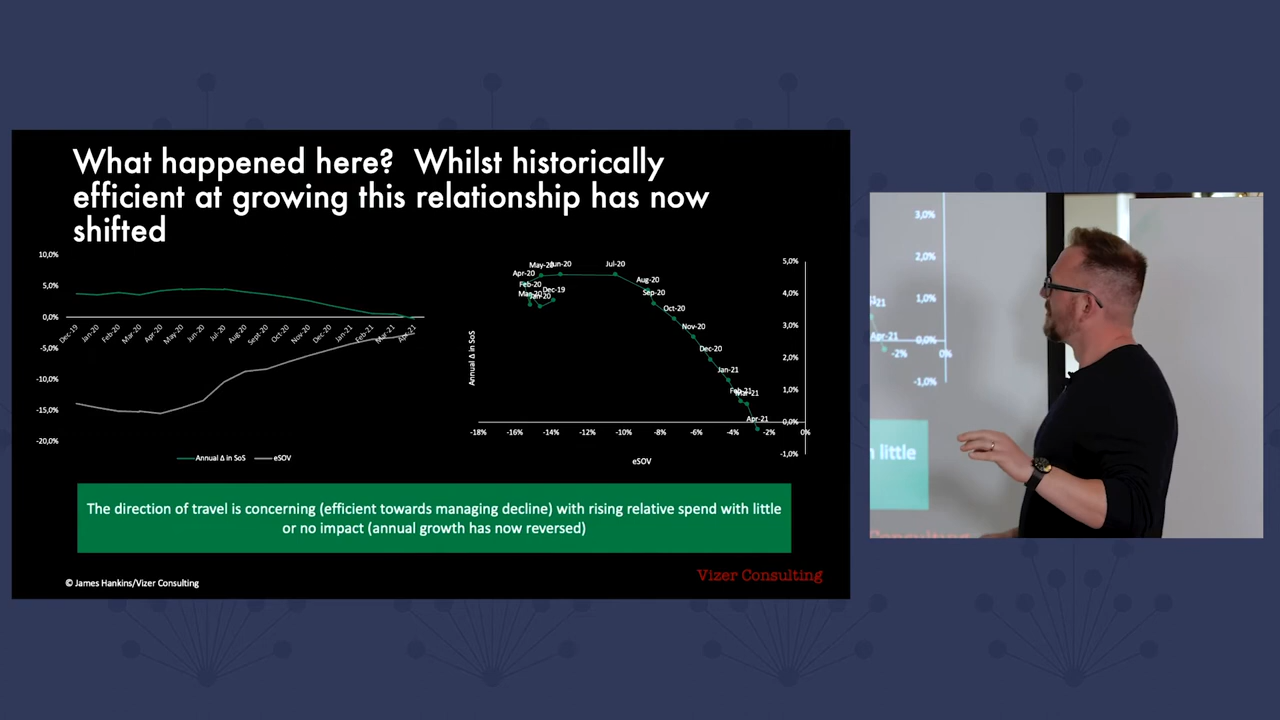 What happened here?  Whilst historically
efficient at growing this relationship has now
shifted
10,0%
5,0%
0,0%
-5,0%
-10,0%
-15,0%
-20,0%
Dec-19
Jan-20
Feb-20
Mar-20
Apr-20
May-20
Jun-20
Jul-20
Aug-20
Sep-20
Oct-20
Nov-20
Dec-20
Jan-21
Feb-21
Mar-21
Apr-21
Annual Δ in SoS
eSOV
May-20
Jun-20
Jul-20
Apr-20
Feb-20
Mar-20
Jan-20
Dec-19
Aug-20
Sep-20
Oct-20
Nov-20
Dec-20
Jan-21
Feb-21
Mar-21
Apr-21
Annual Δ in SoS
5,0%
4,0%
3,0%
2,0%
1,0%
0,0%
-1,0%
-18%
-16%
-14%
-12%
-10%
-8%
-6%
-4%
-2%
0%
eSOV
The direction of travel is concerning (efficient towards managing decline) with rising relative spend with little
or no impact (annual growth has now reversed)
© James Hankins/Vizer Consulting
Vizer Consulting
3,0%
2,0%
1,0%
0,0%
-1,0%
Apr-21
-2%
0%
little